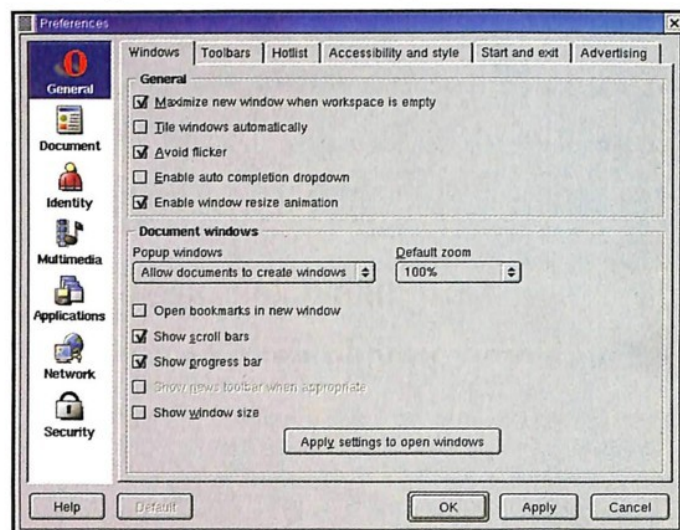 Preferences
General
Document
Identity
Multimedia
Applications
Network
Security
Windows Toolbars Hotlist Accessibility and style Start and exit Advertising
General
Maximize new window when workspace is empty
Tile windows automatically
Avoid flicker
Enable auto completion dropdown
Enable window resize animation
Document windows
Popup windows Default zoom
Allow documents to create windows 100%
Open bookmarks in new window
Show scroll bars
Show progress bar
Show news toolbar when appropriate
Show window size
Apply settings to open windows
Help Default OK Apply Cancel